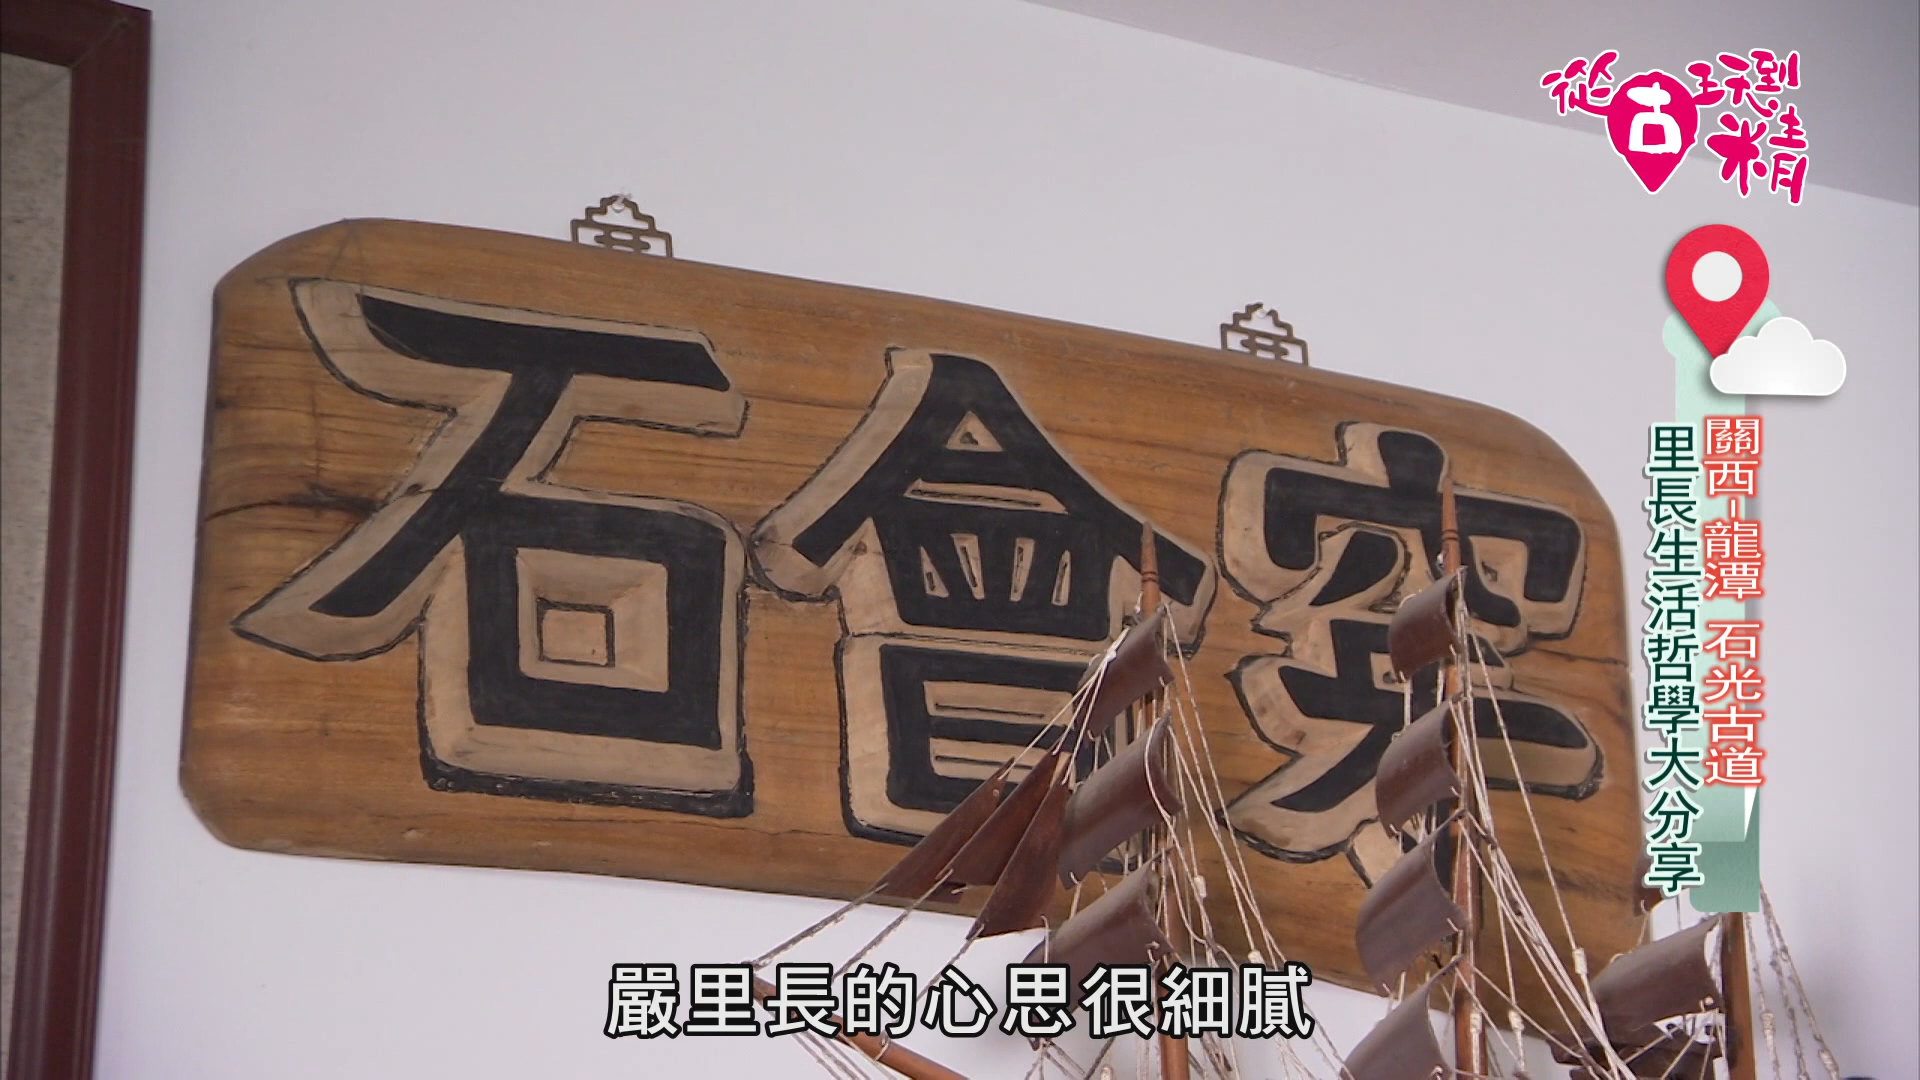 從古玩到精
關西-龍潭 石光古道
里長生活哲學大分享
石會案
嚴里長的心思很細膩